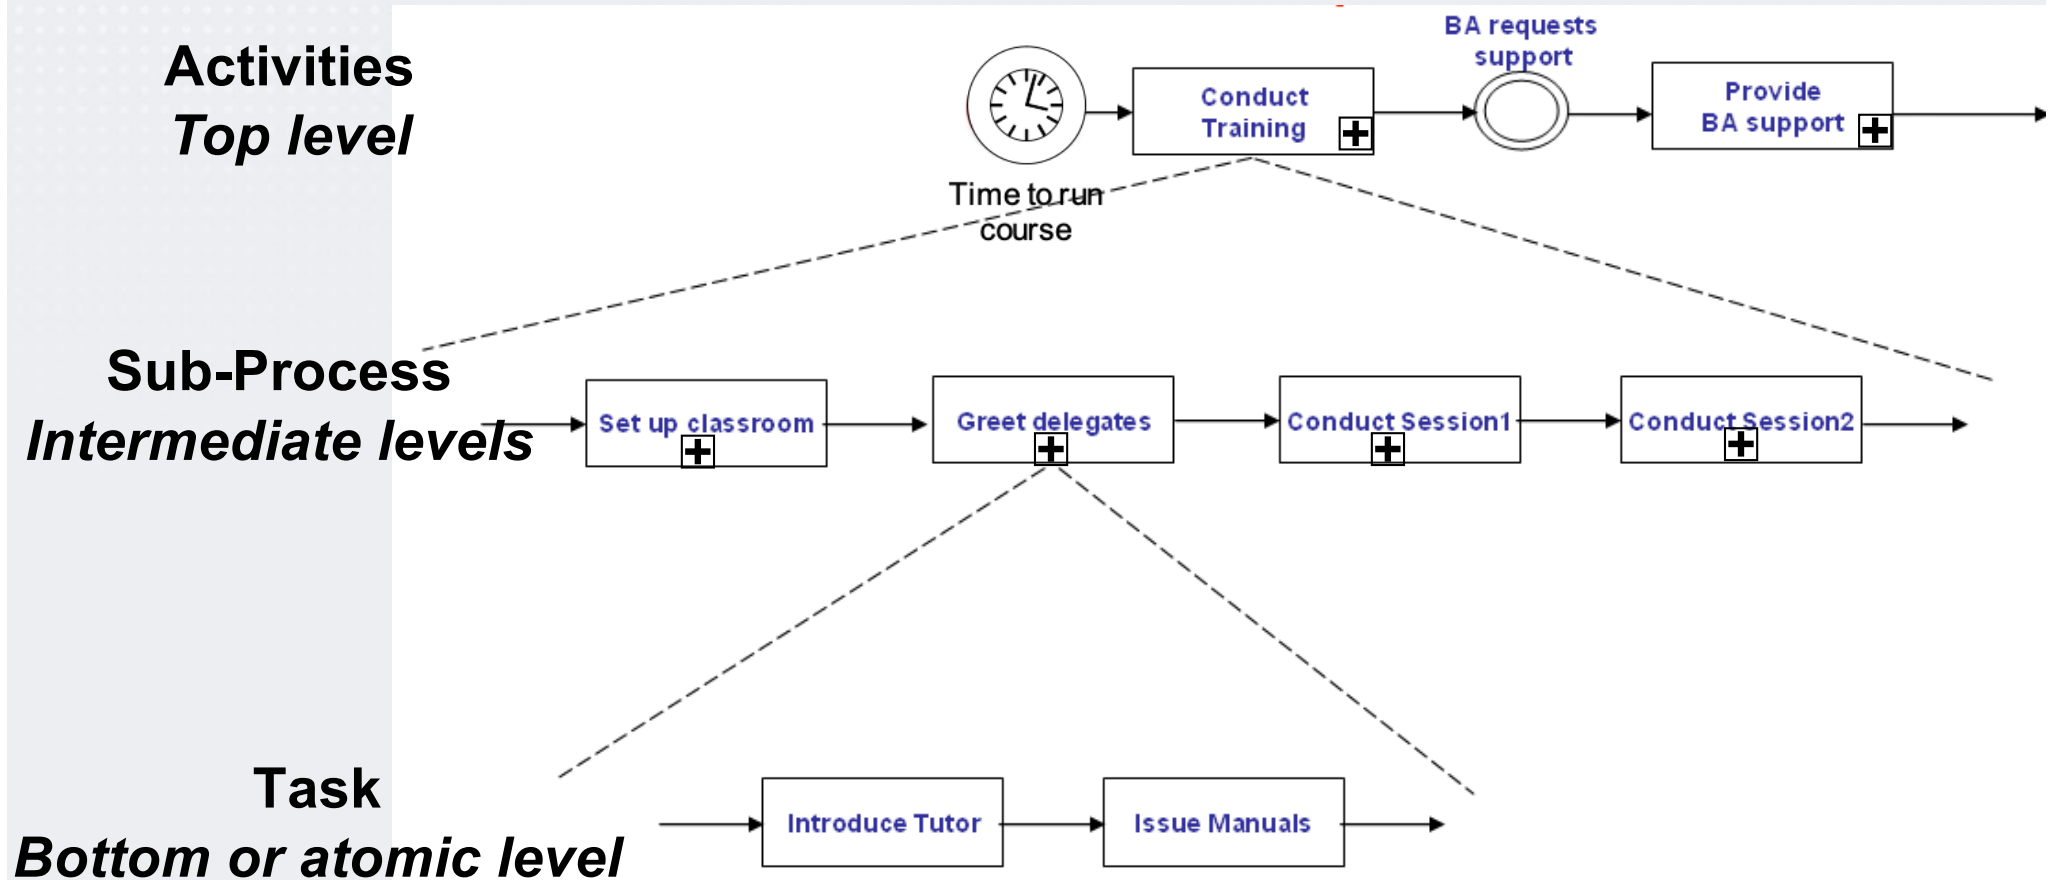 Activities
Top level
BA requests
support
Conduct
Training
Provide
BA support
Time to run
course
Sub-Process
Intermediate levels
Set up classroom
Greet delegates
Conduct Session1
Conduct Session2
Task
Bottom or atomic level
Introduce Tutor
Issue Manuals